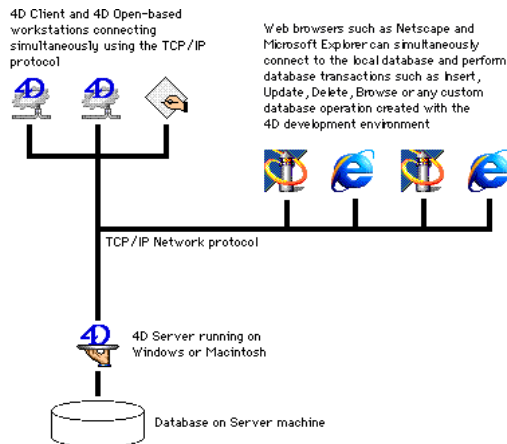 4D Client and 4D Open-based
workstations connecting
simultaneously using the TCP/IP
protocol
Web browsers such as Netscape and
Microsoft Explorer can simultaneously
connect to the local database and perform
database transactions such as Insert,
Update, Delete, Browse or any custom
database operation created with the
4D development environment
4D
4D
TCP/IP Network protocol
4D
4D Server running on
Windows or Macintosh
Database on Server machine